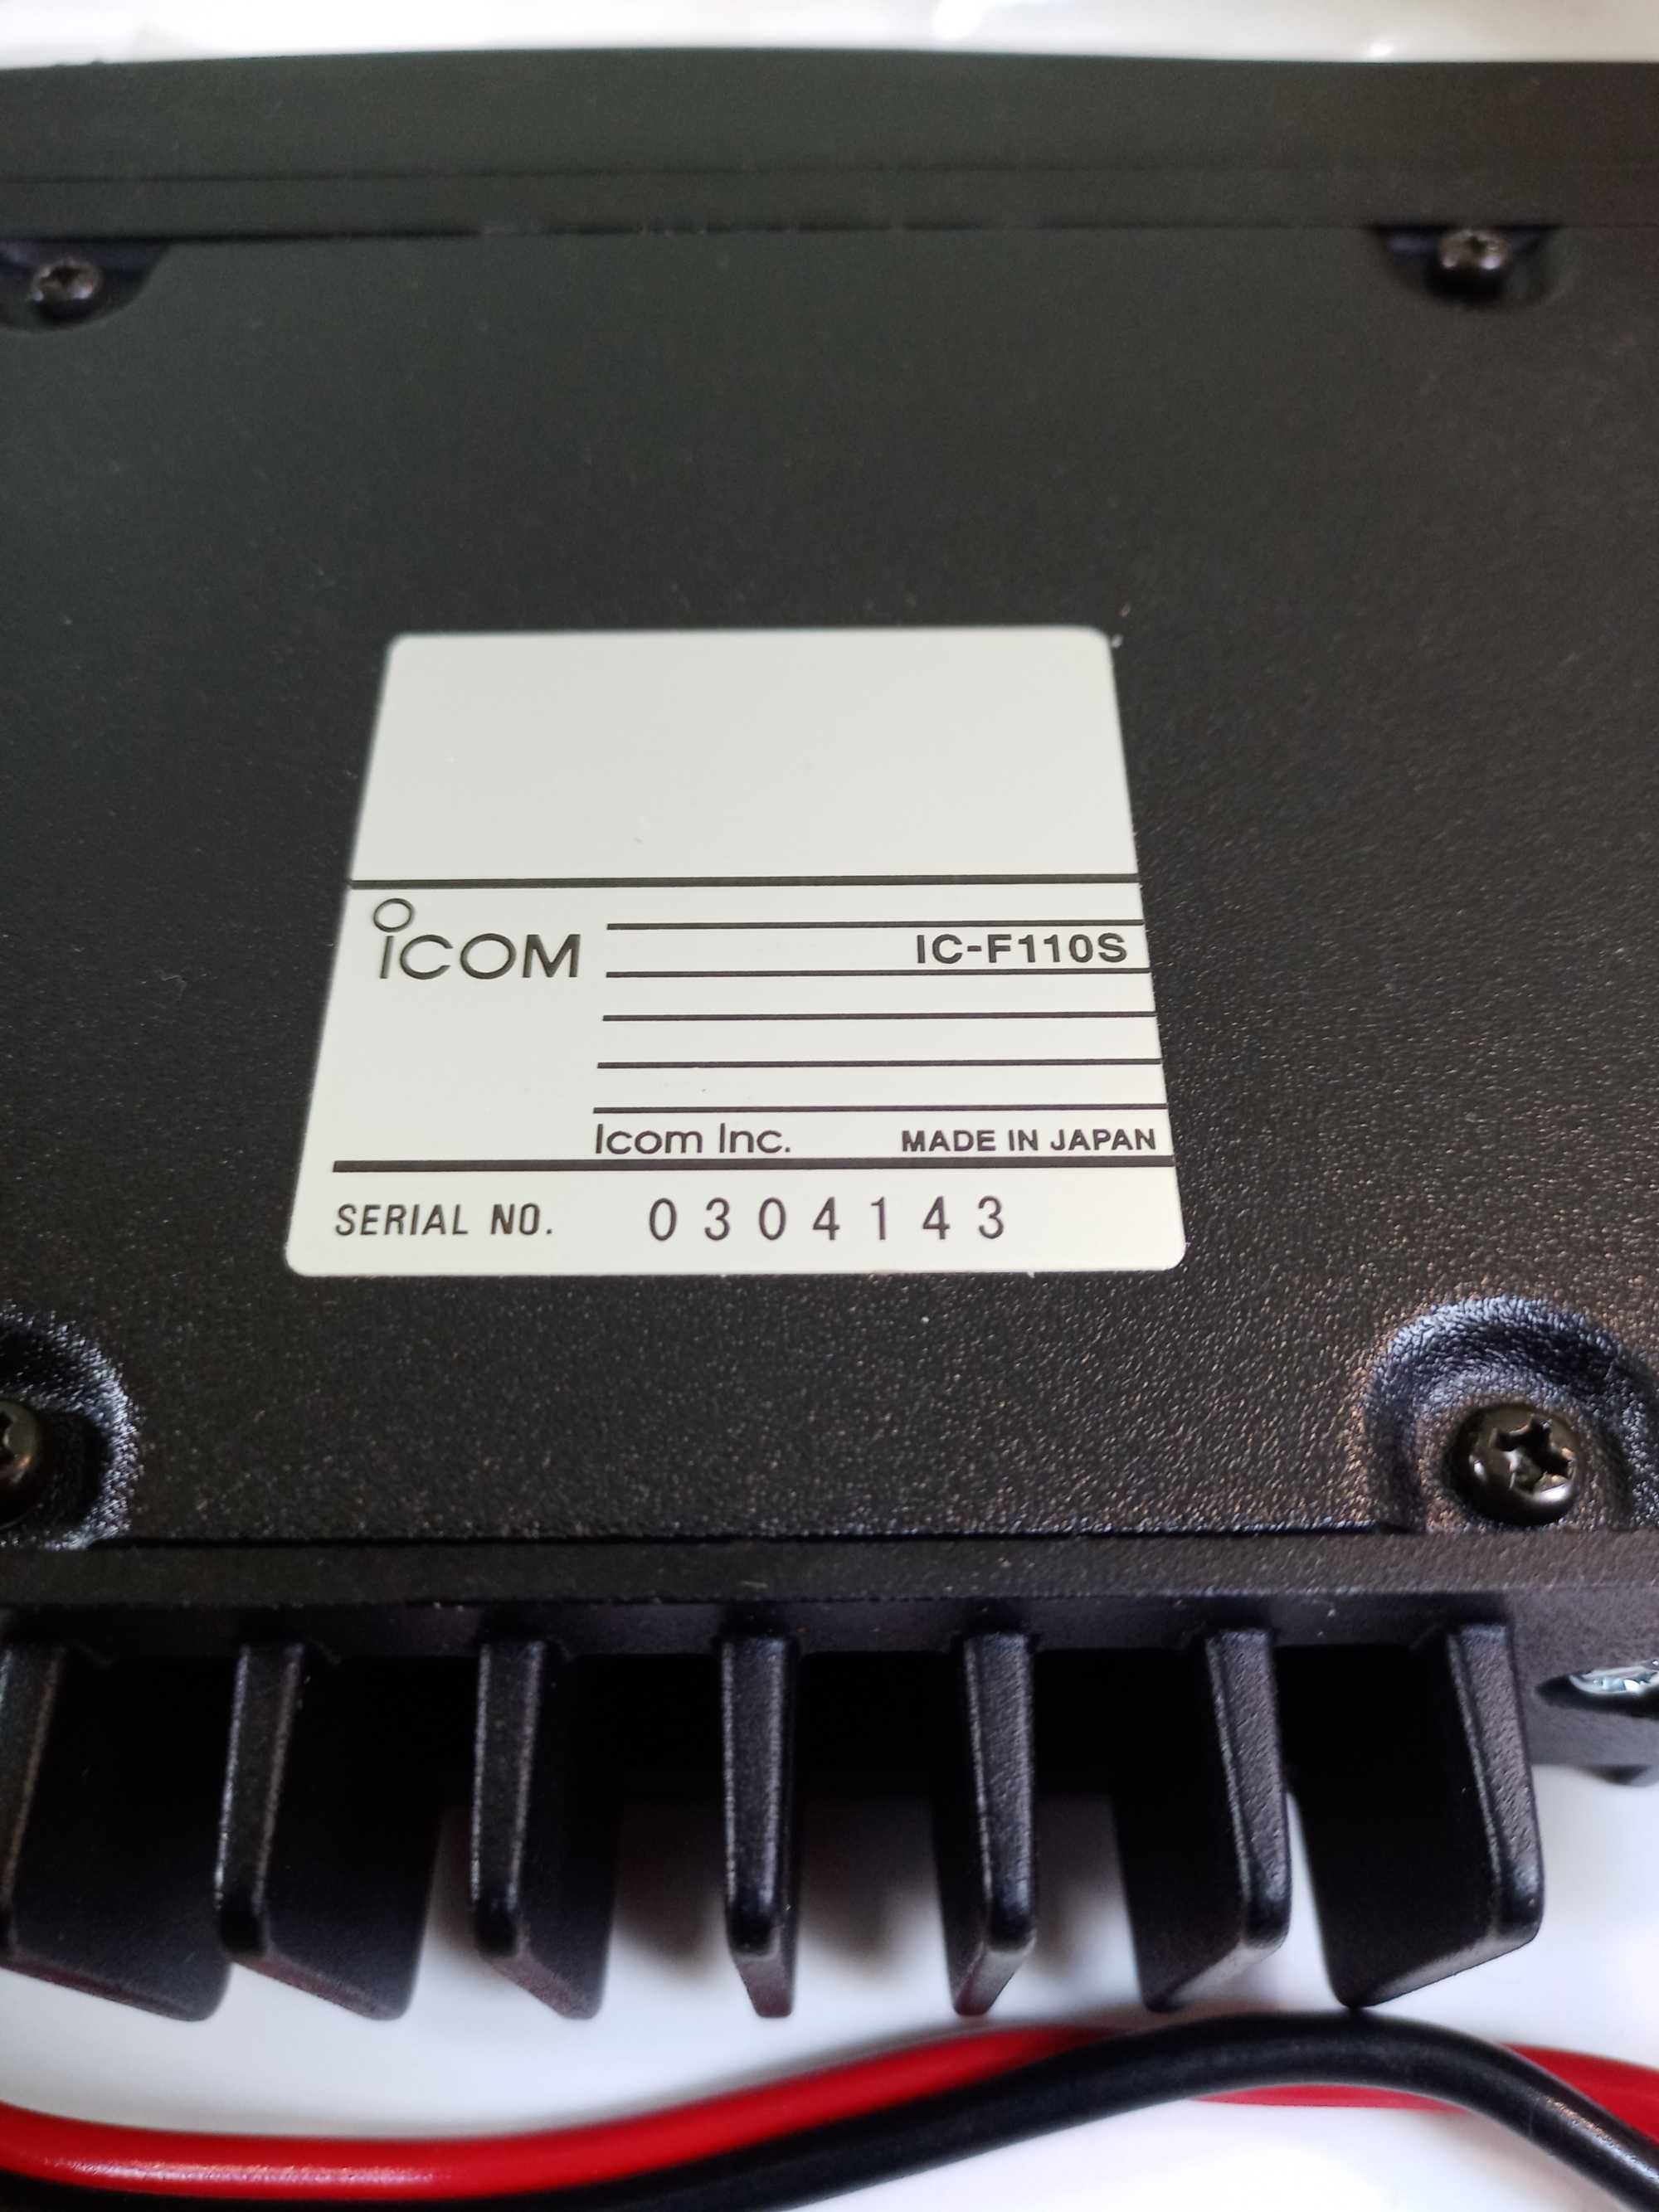 ICOM IC-F110S
Icom Inc. MADE IN JAPAN
SERIAL NO. 0304143